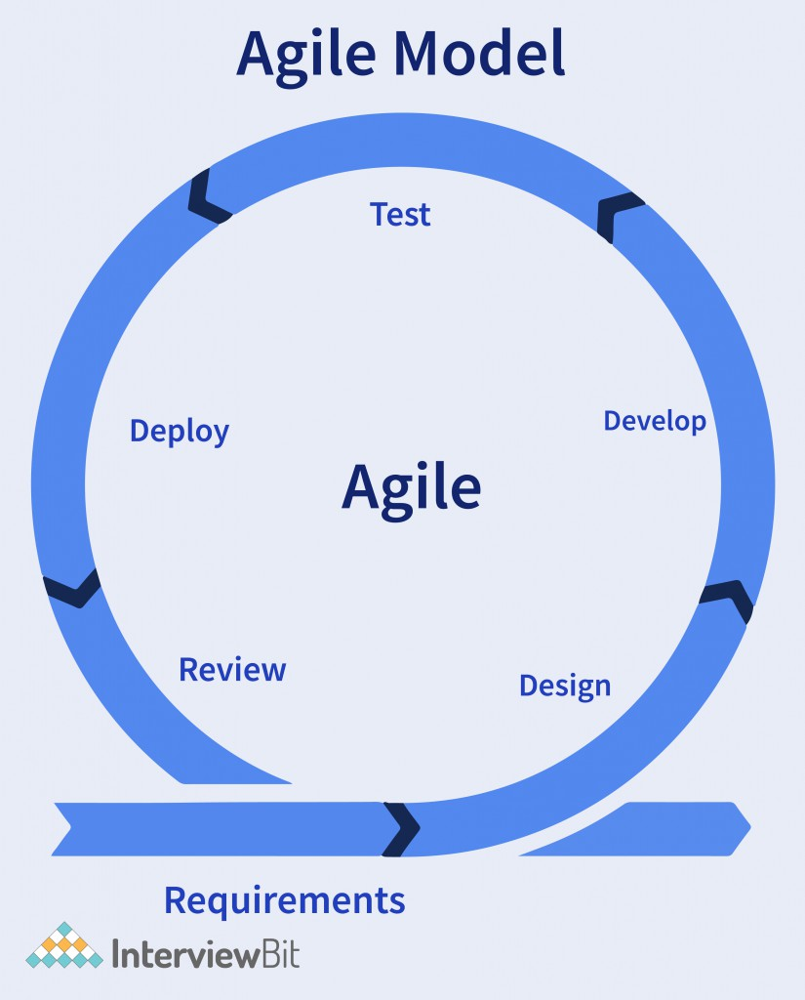 Agile Model
Test
Deploy
Develop
Agile
Review
Design
Requirements
InterviewBit